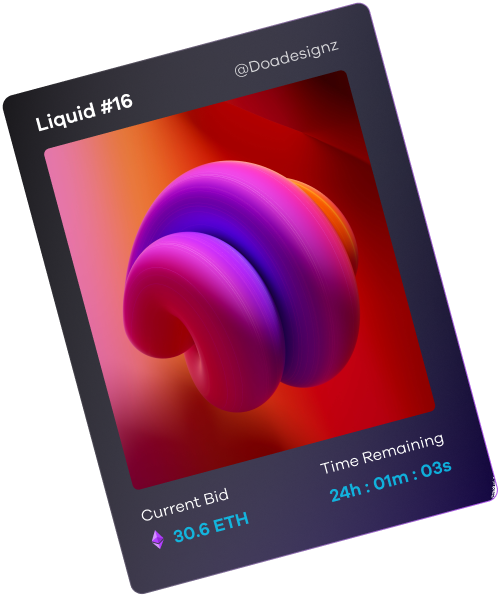 Liquid #16
@Doadesignz
Current Bid
30.6 ETH
Time Remaining
24h : 01m : 03s